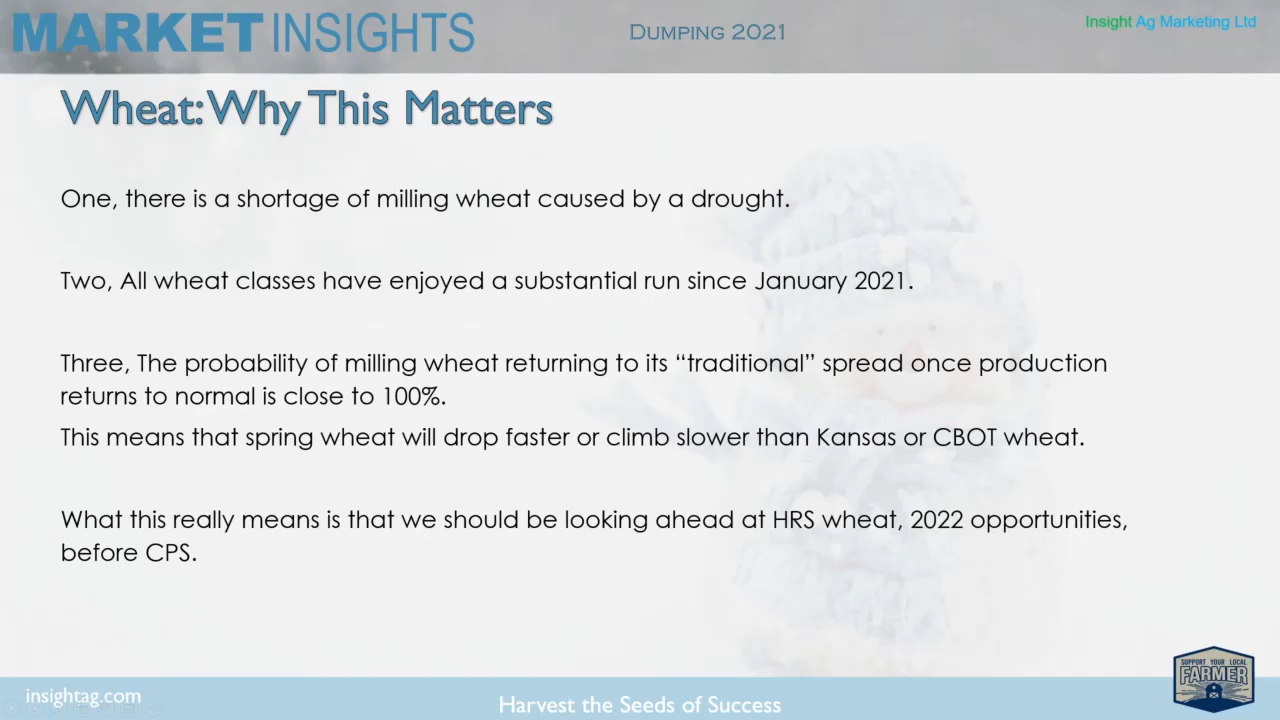 MARKET INSIGHTS
Dumping 2021
Insight Ag Marketing Ltd
Wheat: Why This Matters
One, there is a shortage of milling wheat caused by a drought.
Two, All wheat classes have enjoyed a substantial run since January 2021.
Three, The probability of milling wheat returning to its “traditional” spread once production
returns to normal is close to 100%.
This means that spring wheat will drop faster or climb slower than Kansas or CBOT wheat.
What this really means is that we should be looking ahead at HRS wheat, 2022 opportunities,
before CPS.
SUPPORT YOUR LOCAL
FARMER
insightag.com
Harvest the Seeds of Success